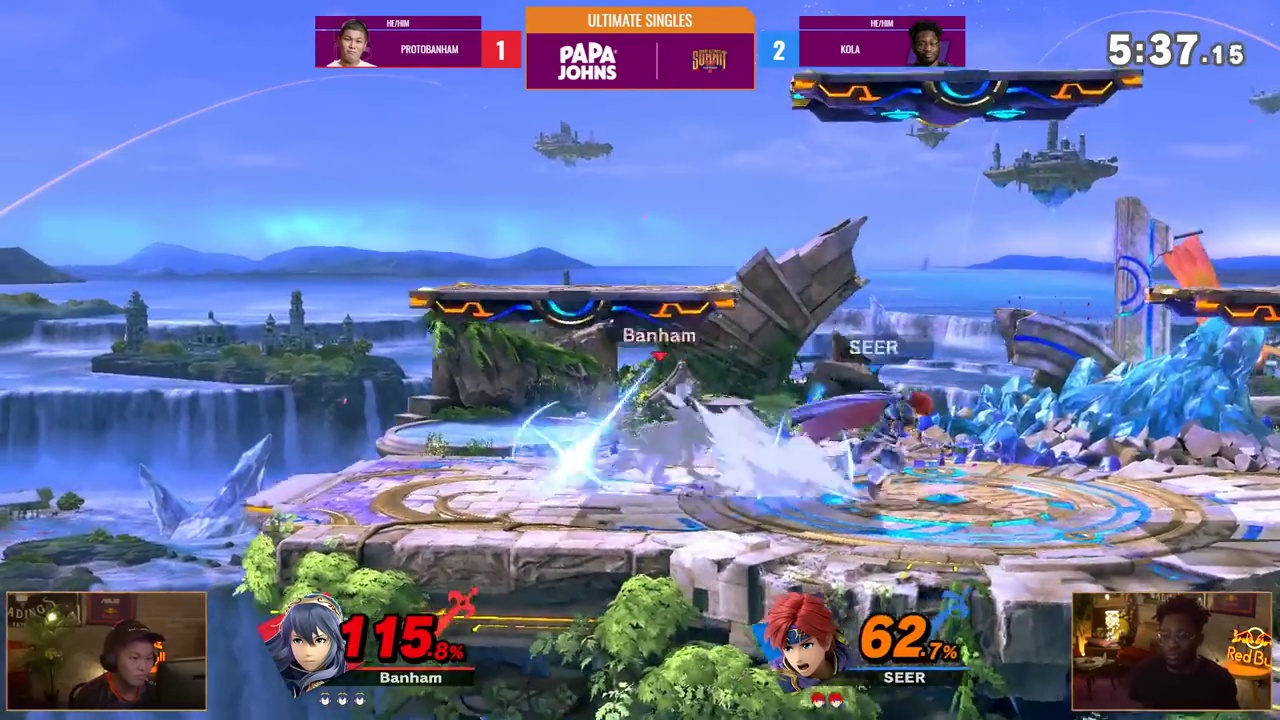 HE/HIM
PROTOBANHAM
1
ULTIMATE SINGLES
PAPA JOHNS
SUMMIT
2
HE/HIM
KOLA
5:37.15
Banham
SEER
115.8%
Banham
62.7%
SEER
Red Bu